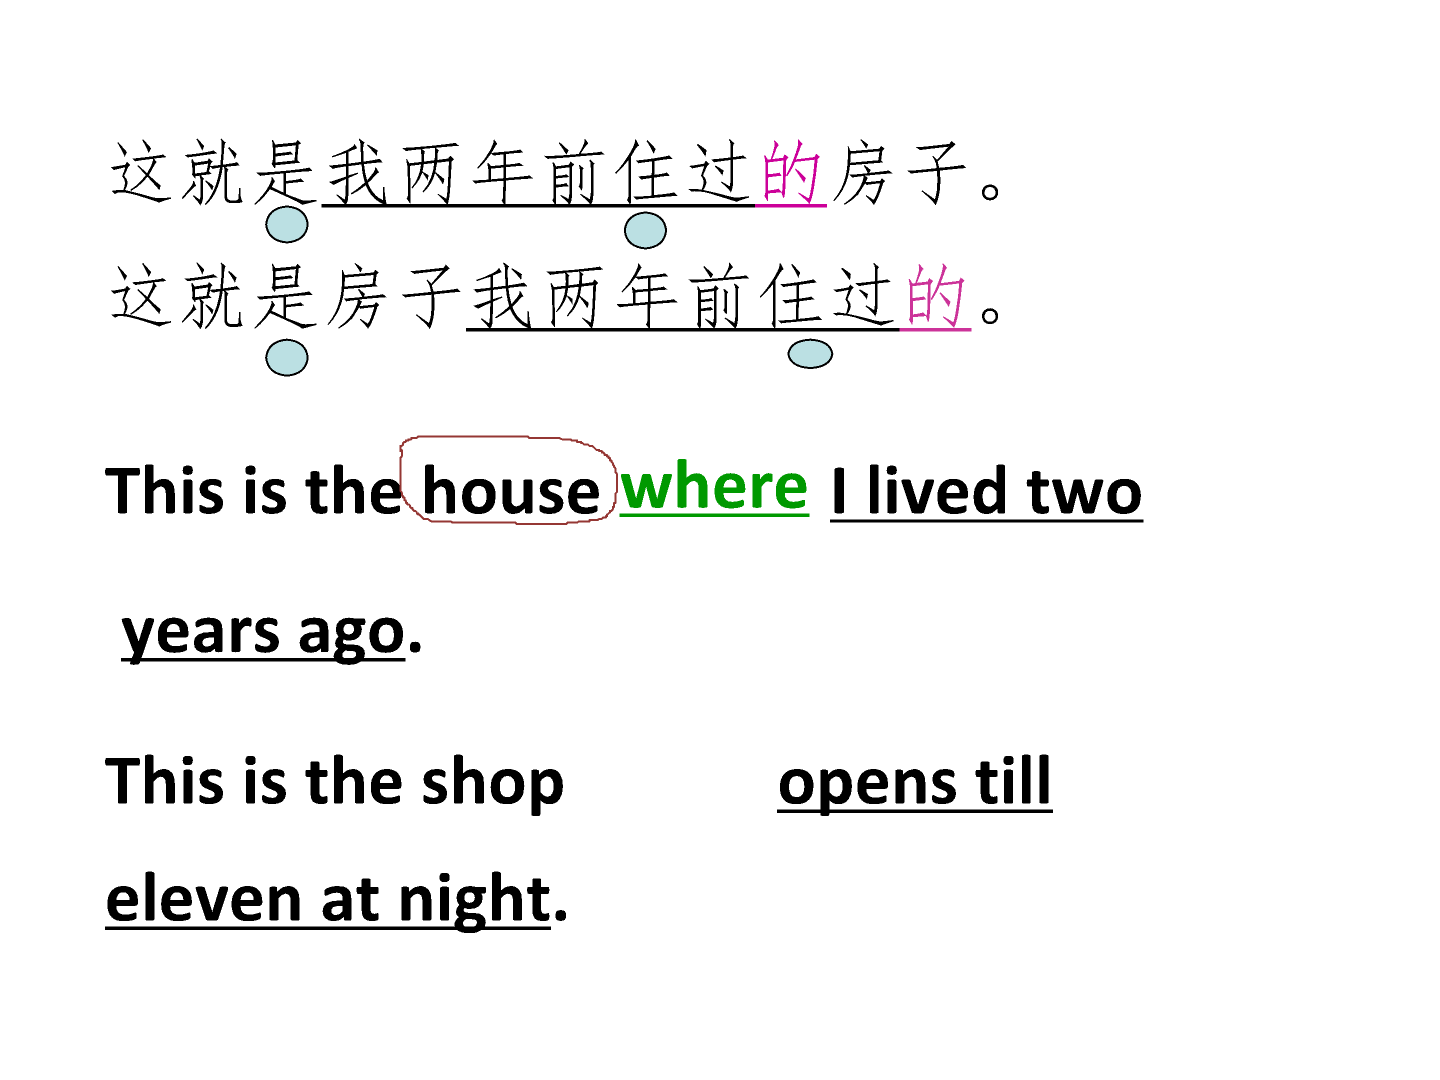 这就是我两年前住过的房子。
这就是房子我两年前住过的。
This is the house where I lived two
years ago.
This is the shop opens till
eleven at night.